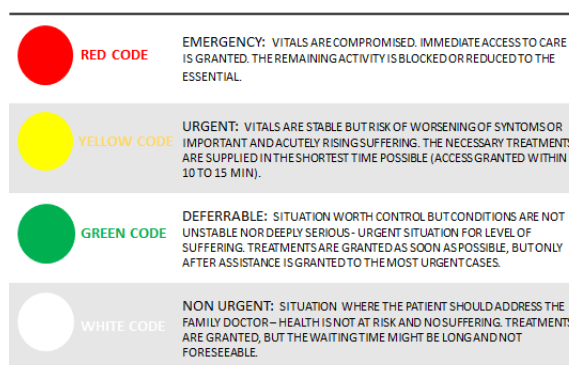 RED CODE
EMERGENCY: VITALS ARE COMPROMISED. IMMEDIATE ACCESS TO CARE
IS GRANTED. THE REMAINING ACTIVITY IS BLOCKED OR REDUCED TO THE
ESSENTIAL.
YELLOW CODE
URGENT: VITALS ARE STABLE BUT RISK OF WORSENING OF SYNTOMS OR
IMPORTANT AND ACUTELY RISING SUFFERING. THE NECESSARY TREATMENTS
ARE SUPPLIED IN THE SHORTEST TIME POSSIBLE (ACCESS GRANTED WITHIN
10 TO 15 MIN).
GREEN CODE
DEFERRABLE: SITUATION WORTH CONTROL BUT CONDITIONS ARE NOT
UNSTABLE NOR DEEPLY SERIOUS - URGENT SITUATION FOR LEVEL OF
SUFFERING. TREATMENTS ARE GRANTED AS SOON AS POSSIBLE, BUT ONLY
AFTER ASSISTANCE IS GRANTED TO THE MOST URGENT CASES.
WHITE CODE
NON URGENT: SITUATION WHERE THE PATIENT SHOULD ADDRESS THE
FAMILY DOCTOR – HEALTH IS NOT AT RISK AND NO SUFFERING. TREATMENTS
ARE GRANTED, BUT THE WAITING TIME MIGHT BE LONG AND NOT
FORESEEABLE.